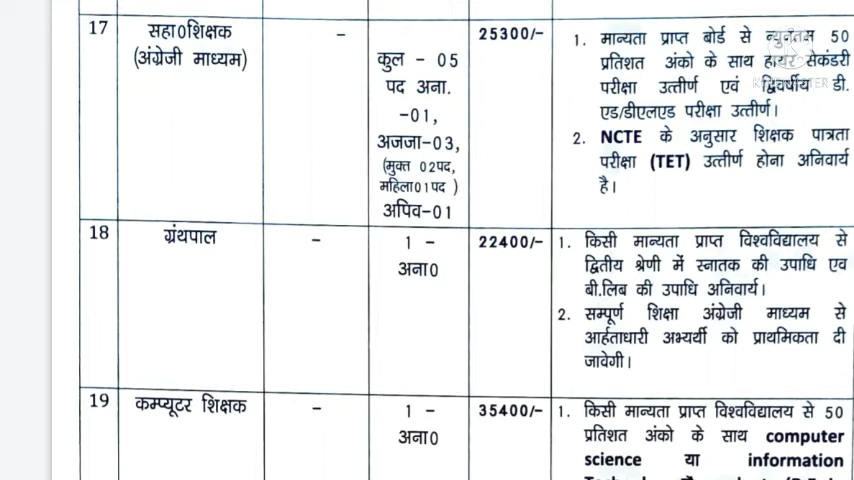 17
सहा0शिक्षक
(अंग्रेजी माध्यम)
–
कुल - 05
पद अना.
-01,
अजजा-03,
(मुक्त 02पद,
महिला01पद )
अपिव-01
25300/-
1. मान्यता प्राप्त बोर्ड से न्युनतम 50
प्रतिशत अंको के साथ हायर सेकंडरी
परीक्षा उत्तीर्ण एवं द्विवर्षीय डी.
एड/डीएलएड परीक्षा उत्तीर्ण।
2. NCTE के अनुसार शिक्षक पात्रता
परीक्षा (TET) उत्तीर्ण होना अनिवार्य
है।
18
ग्रंथपाल
–
1 -
अना0
22400/-
1. किसी मान्यता प्राप्त विश्वविद्यालय से
द्वितीय श्रेणी में स्नातक की उपाधि एव
बी.लिब की उपाधि अनिवार्य।
2. सम्पूर्ण शिक्षा अंग्रेजी माध्यम से
आर्हताधारी अभ्यर्थी को प्राथमिकता दी
जावेगी।
19
कम्प्यूटर शिक्षक
–
1 -
अना0
35400/-
1. किसी मान्यता प्राप्त विश्वविद्यालय से 50
प्रतिशत अंको के साथ computer
science या information